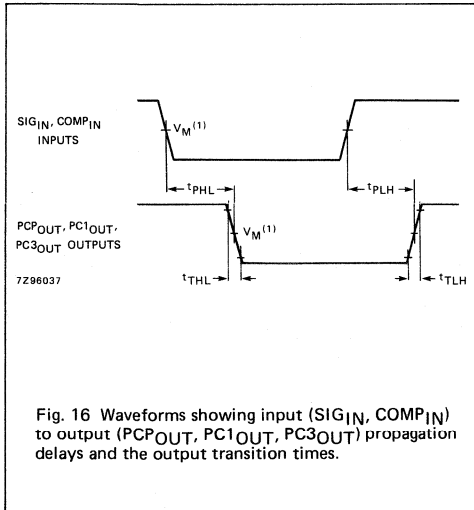 SIGIN, COMPIN
INPUTS
VM(1)
tPHL
tPLH
PCPOUT, PC1OUT,
PC3OUT OUTPUTS
VM(1)
7Z96037
tTHL
tTLH
Fig. 16 Waveforms showing input (SIGIN, COMPIN)
to output (PCPOUT, PC1OUT, PC3OUT) propagation
delays and the output transition times.